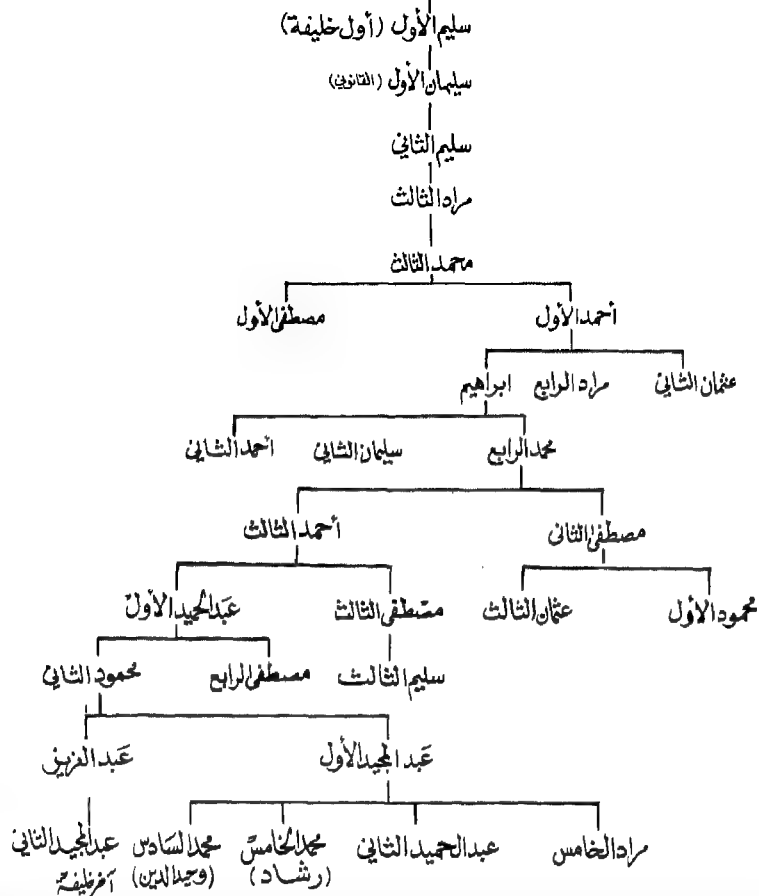 سليم الأول (أول خليفة)
سليمان الأول (القانوني)
سليم الثاني
مراد الثالث
محمد الثالث
أحمد الأول مصطفى الأول
عثمان الثاني مراد الرابع ابراهيم
محمد الرابع سليمان الثاني أحمد الثاني
مصطفى الثاني أحمد الثالث
محمود الأول عثمان الثالث مصطفى الثالث عبد الحميد الأول
سليم الثالث مصطفى الرابع محمود الثاني
عبد المجيد الأول عبد العزيز
مراد الخامس عبد الحميد الثاني محمد الخامس محمد السادس عبد المجيد الثاني
(رشاد) (وحيد الدين) آخر خليفة